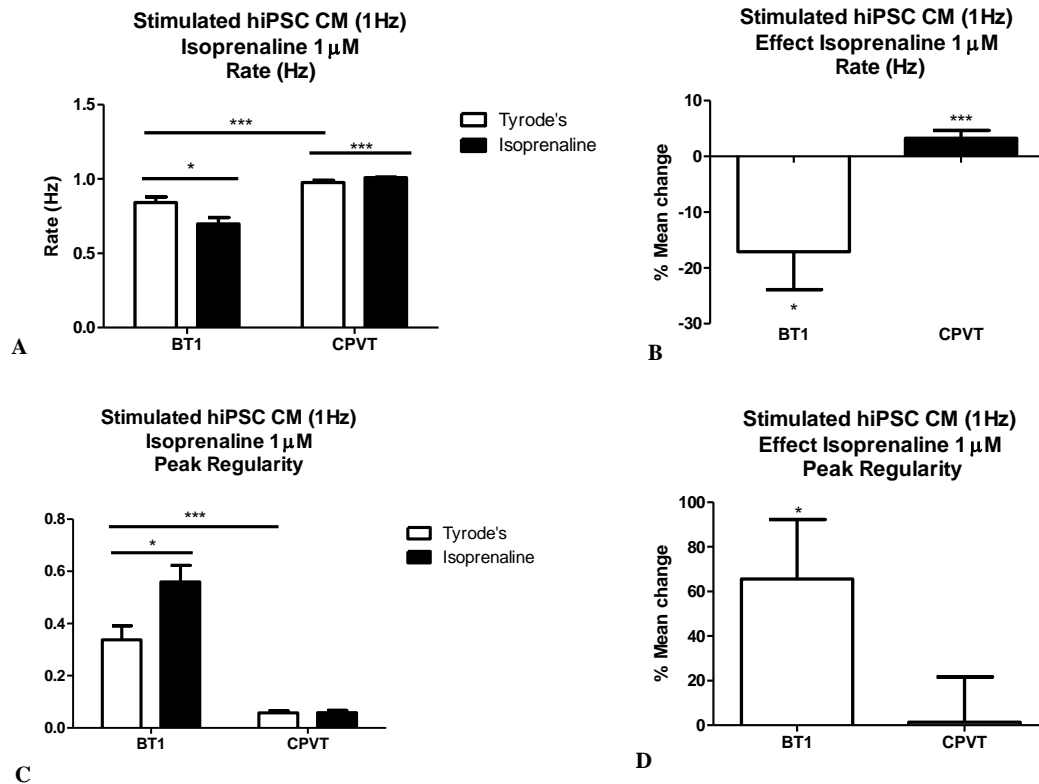 Stimulated hiPSC CM (1Hz)
Isoprenaline 1 µM
Rate (Hz)
1.5
1.0
0.5
0.0
Rate (Hz)
***
*
***
BT1
CPVT
Tyrode's
Isoprenaline
A
Stimulated hiPSC CM (1Hz)
Effect Isoprenaline 1 µM
Rate (Hz)
10
0
-10
-20
-30
% Mean change
***
*
BT1
CPVT
B
Stimulated hiPSC CM (1Hz)
Isoprenaline 1 µM
Peak Regularity
0.8
0.6
0.4
0.2
0.0
***
*
BT1
CPVT
Tyrode's
Isoprenaline
C
Stimulated hiPSC CM (1Hz)
Effect Isoprenaline 1 µM
Peak Regularity
100
80
60
40
20
0
% Mean change
*
BT1
CPVT
D